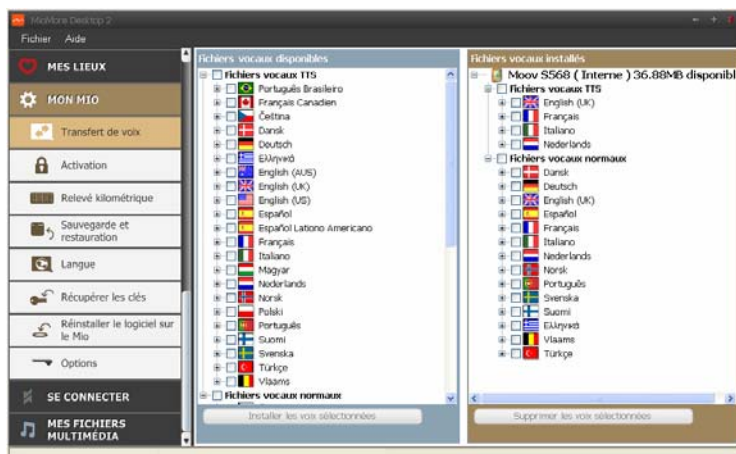 MioMore Desktop 2
Fichier Aide
MES LIEUX
MON MIO
Transfert de voix
Activation
Relevé kilométrique
Sauvegarde et
restauration
Langue
Récupérer les clés
Réinstaller le logiciel sur
le Mio
Options
SE CONNECTER
MES FICHIERS
MULTIMÉDIA
Fichiers vocaux disponibles
Fichiers vocaux TTS
Português Brasileiro
Français Canadien
Čeština
Dansk
Deutsch
Ελληνικά
English (AUS)
English (UK)
English (US)
Español
Español Lationo Americano
Français
Italiano
Magyar
Nederlands
Norsk
Polski
Português
Suomi
Svenska
Türkçe
Vlaams
Fichiers vocaux normaux
Installer les voix sélectionnées
Fichiers vocaux installés
Moov S568 ( Interne ) 36.88MB disponibl
Fichiers vocaux TTS
English (UK)
Français
Italiano
Nederlands
Fichiers vocaux normaux
Dansk
Deutsch
English (UK)
Español
Français
Italiano
Nederlands
Norsk
Português
Svenska
Suomi
Ελληνικά
Vlaams
Türkçe
Supprimer les voix sélectionnées